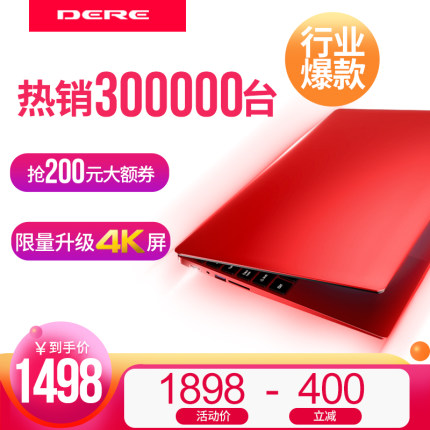 DERE
行业
爆款
热销300000台
抢200元大额券
限量升级4K屏
¥到手价
1498
1898 - 400
活动价 立减